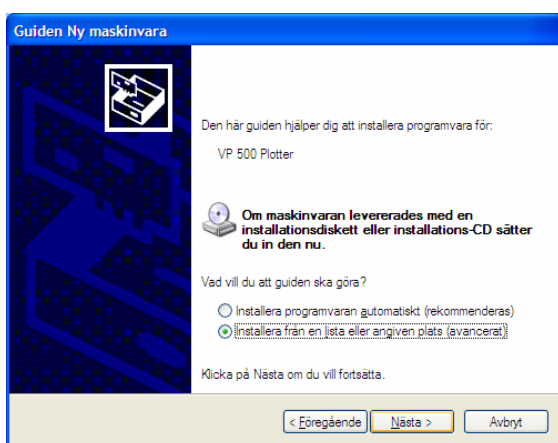 Guiden Ny maskinvara
Den här guiden hjälper dig att installera programvara för:
VP 500 Plotter
Om maskinvaran levererades med en
installationsdiskett eller installations-CD sätter
du in den nu.
Vad vill du att guiden ska göra?
Installera programvaran automatiskt (rekommenderas)
Installera från en lista eller angiven plats (avancerat)
Klicka på Nästa om du vill fortsätta.
< Föregående Nästa > Avbryt